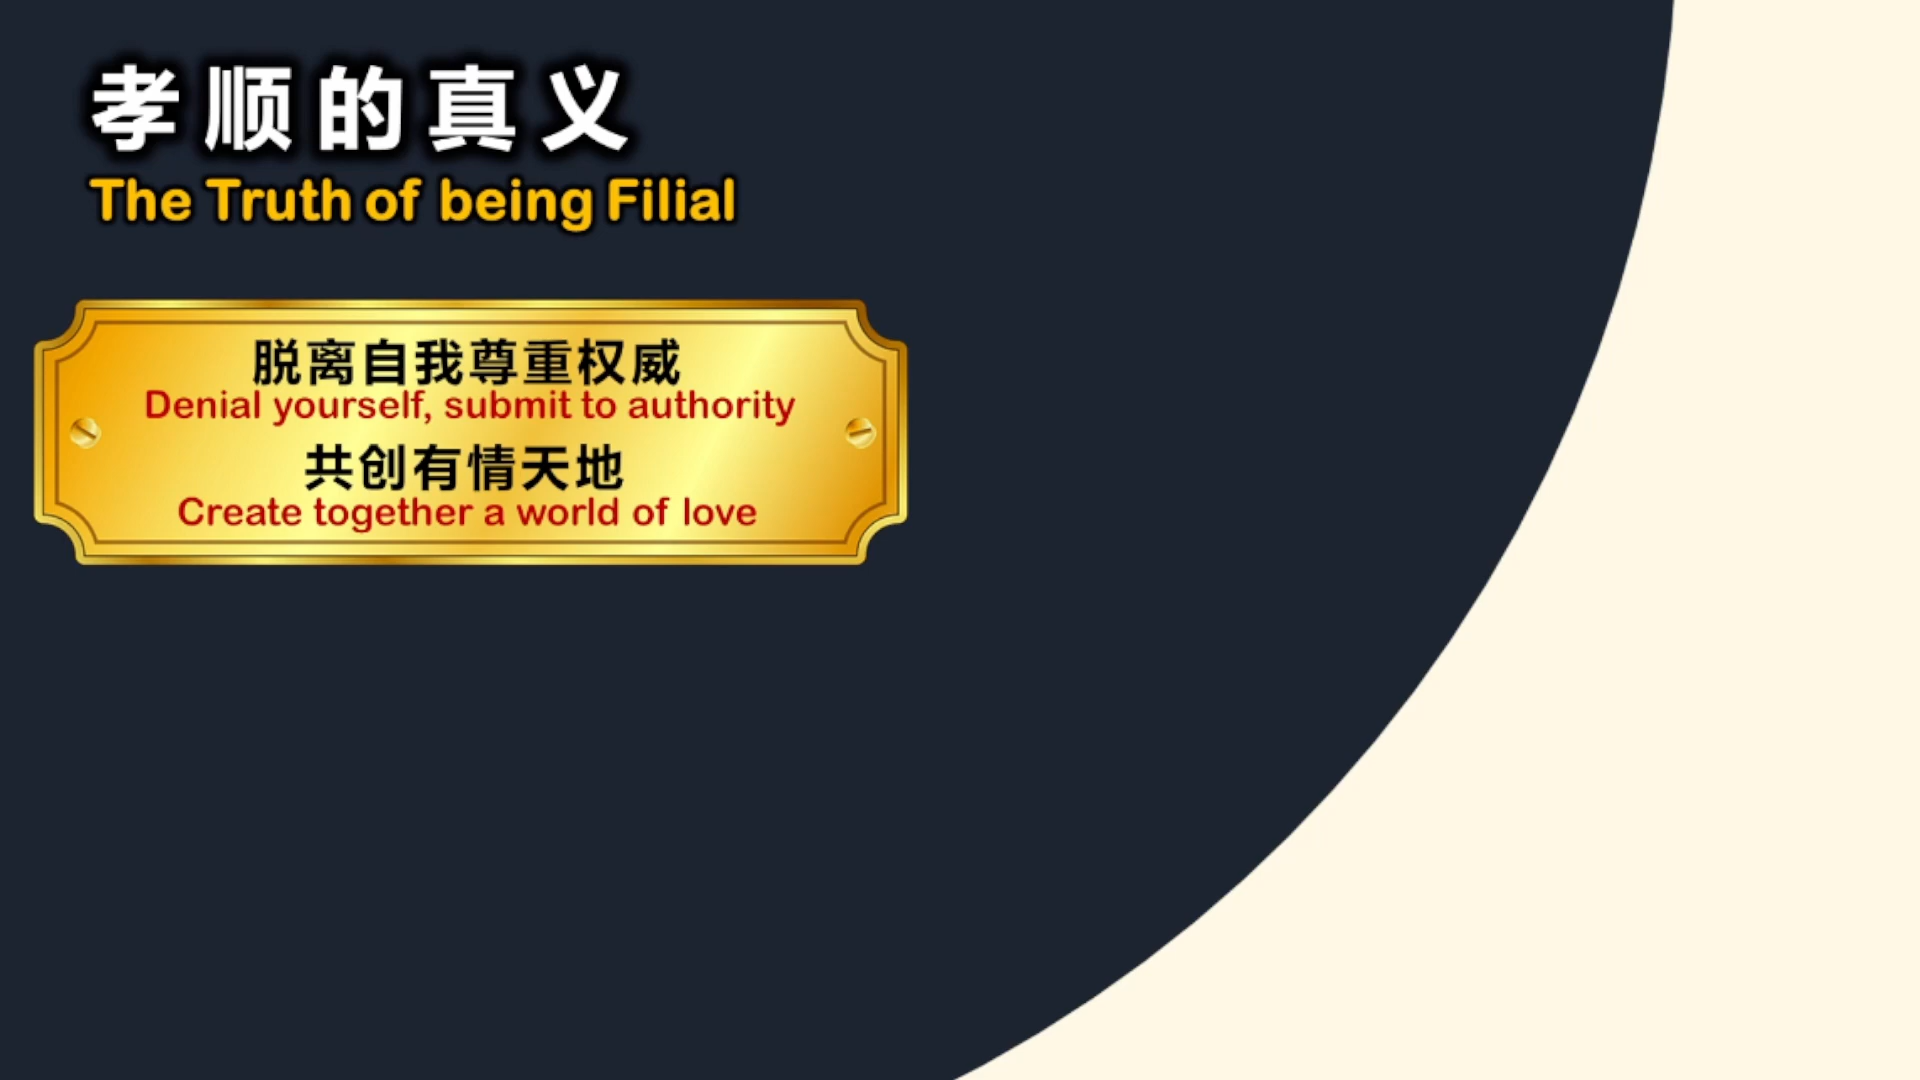 孝顺的真义
The Truth of being Filial
脱离自我尊重权威
Denial yourself, submit to authority
共创有情天地
Create together a world of love